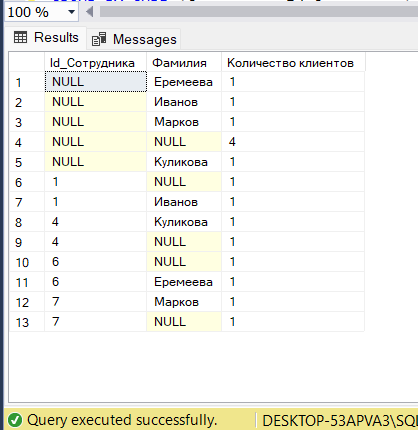 100 %
Results Messages
Id_Сотрудника Фамилия Количество клиентов
1 NULL Еремеева 1
2 NULL Иванов 1
3 NULL Марков 1
4 NULL NULL 4
5 NULL Куликова 1
6 1 NULL 1
7 1 Иванов 1
8 4 Куликова 1
9 4 NULL 1
10 6 NULL 1
11 6 Еремеева 1
12 7 Марков 1
13 7 NULL 1
Query executed successfully. DESKTOP-53APVA3\SQ